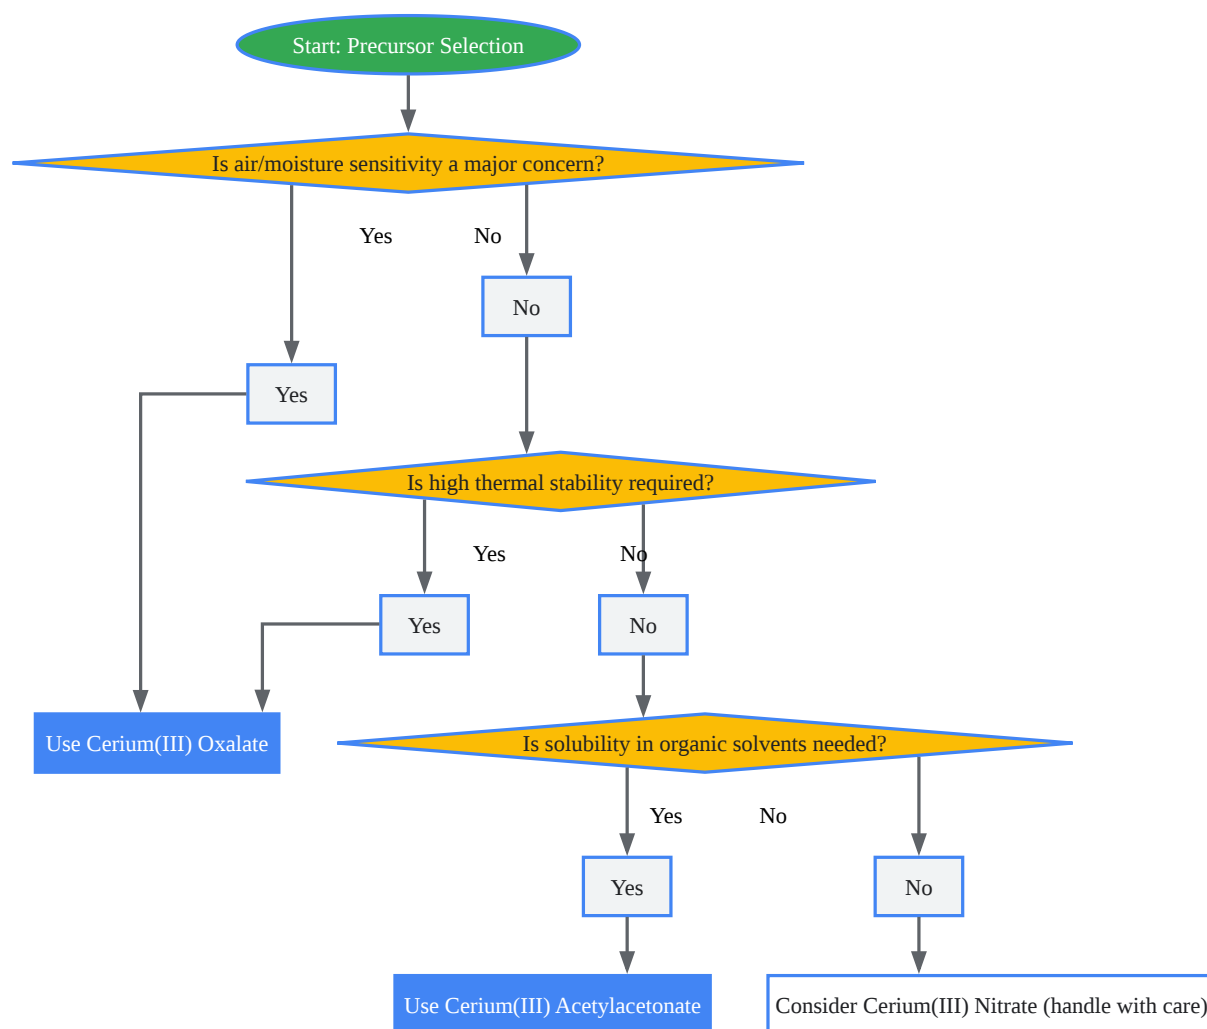 Start: Precursor Selection
Is air/moisture sensitivity a major concern?
Yes
No
No
Yes
Is high thermal stability required?
Yes
No
Yes
No
Use Cerium(III) Oxalate
Is solubility in organic solvents needed?
Yes
No
Yes
No
Use Cerium(III) Acetylacetonate
Consider Cerium(III) Nitrate (handle with care)